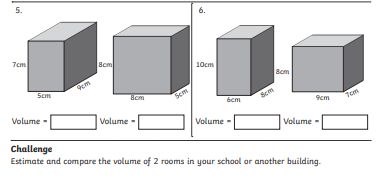 5.
7cm
5cm
9cm
8cm
8cm
5cm
Volume =
Volume =
6.
10cm
6cm
8cm
8cm
9cm
7cm
Volume =
Volume =
Challenge
Estimate and compare the volume of 2 rooms in your school or another building.